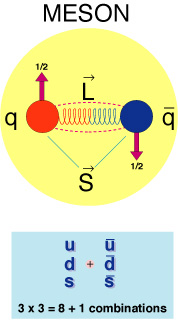 MESON
1/2
L⃗
q q̄
1/2
S⃗
u ū
d + d̄
s s̄
3 x 3 = 8 + 1 combinations